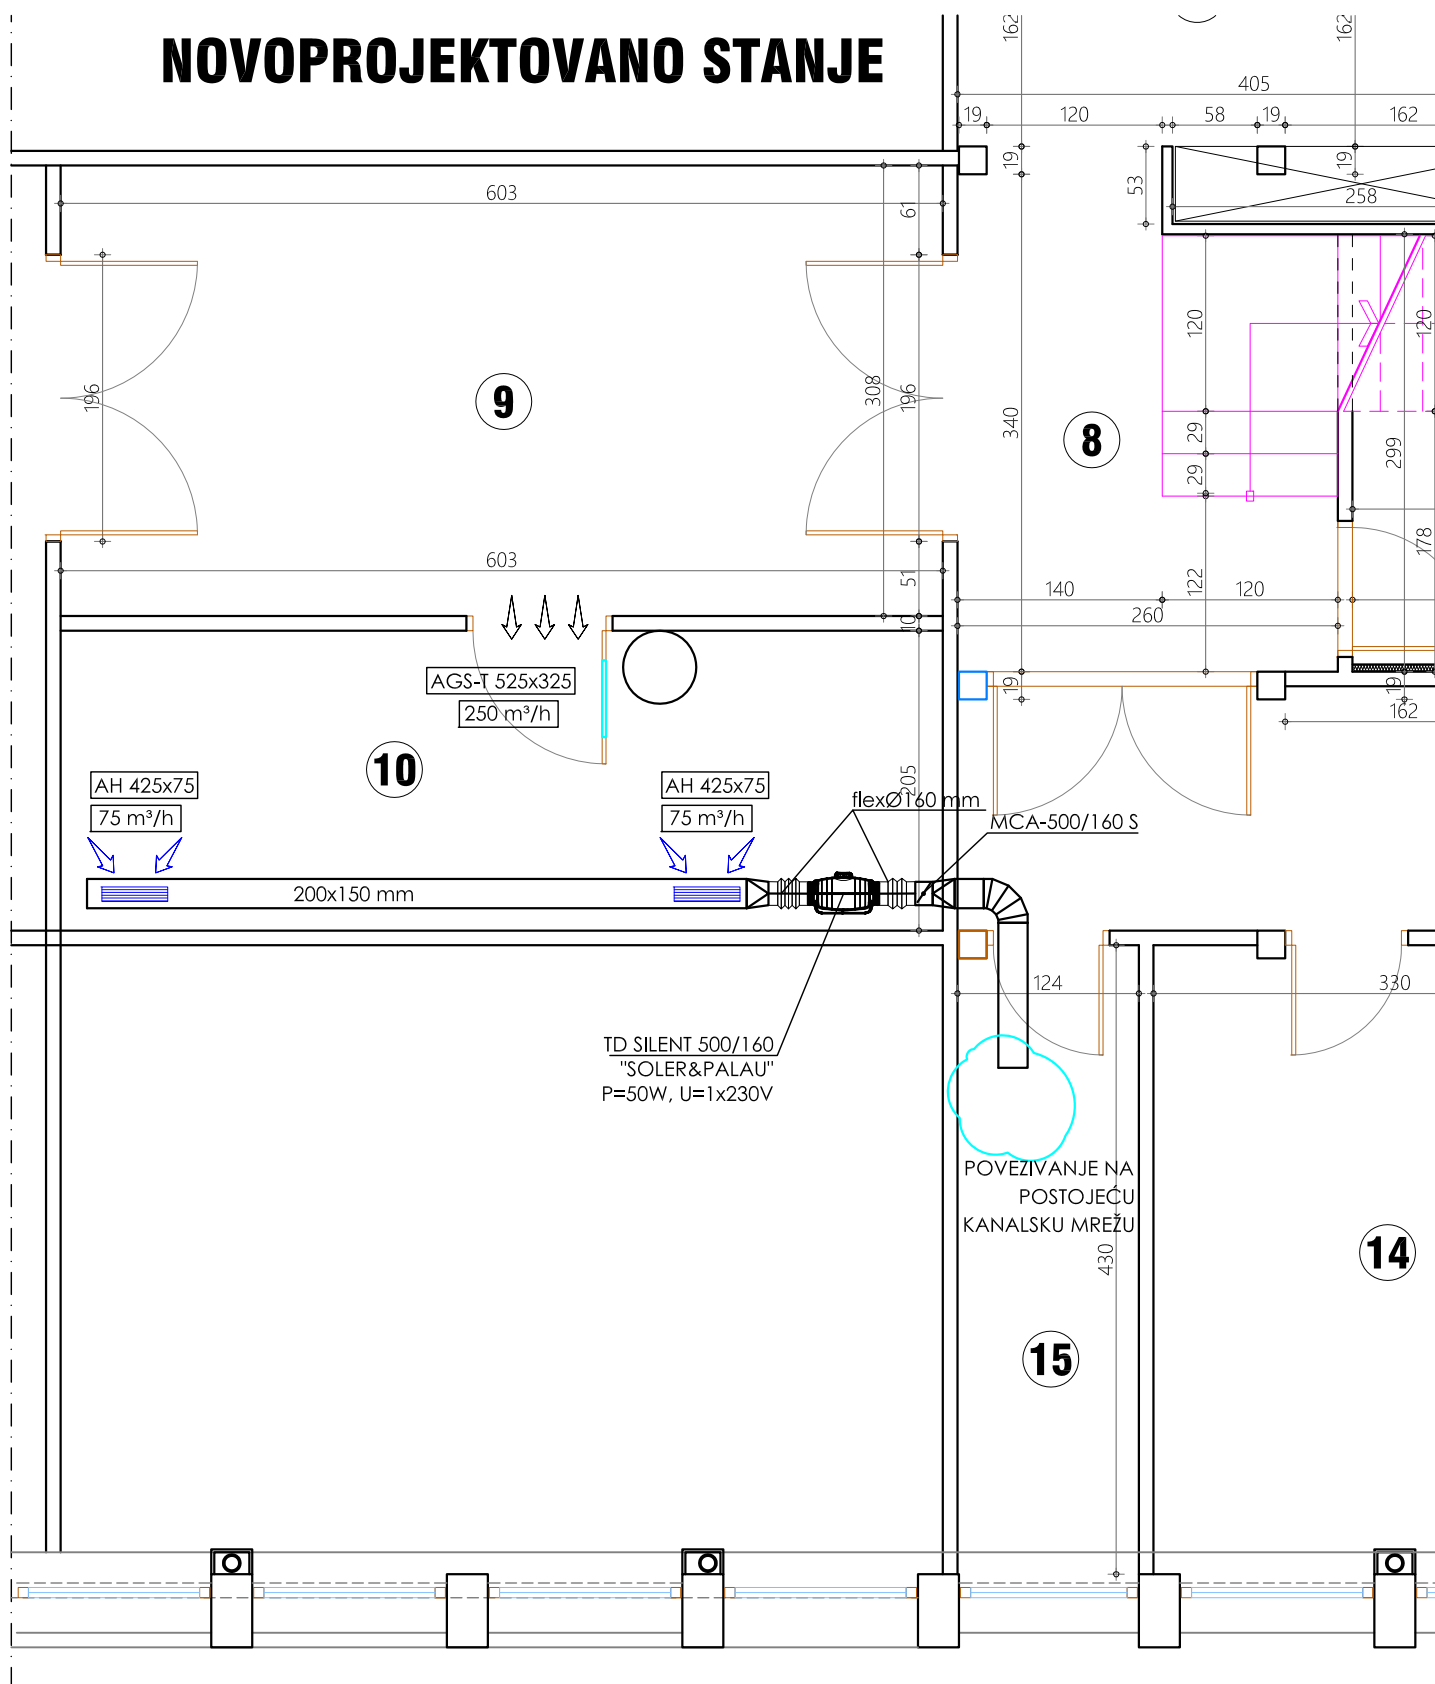 NOVOPROJEKTOVANO STANJE
162
162
405
19
120
58
19
162
19
19
53
258
603
61
196
308
196
9
340
8
120
120
29
29
299
178
122
603
51
140
120
260
10
AGS-T 525x325
250 m³/h
19
19
162
10
205
AH 425x75
75 m³/h
AH 425x75
75 m³/h
flexØ160 mm
MCA-500/160 S
200x150 mm
124
330
TD SILENT 500/160
"SOLER&PALAU"
P=50W, U=1x230V
POVEZIVANJE NA
POSTOJEĆU
KANALSKU MREŽU
430
14
15